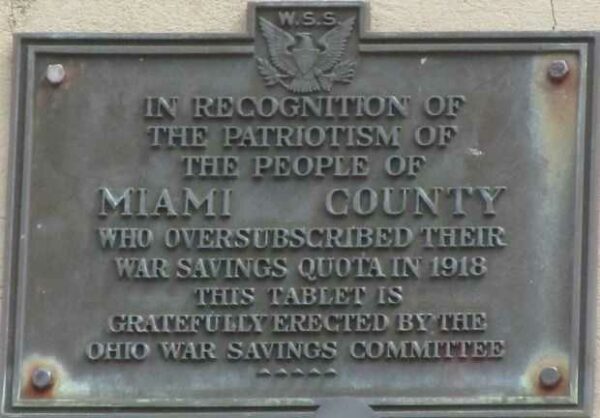 W.S.S.
IN RECOGNITION OF
THE PATRIOTISM OF
THE PEOPLE OF
MIAMI COUNTY
WHO OVERSUBSCRIBED THEIR
WAR SAVINGS QUOTA IN 1918
THIS TABLET IS
GRATEFULLY ERECTED BY THE
OHIO WAR SAVINGS COMMITTEE